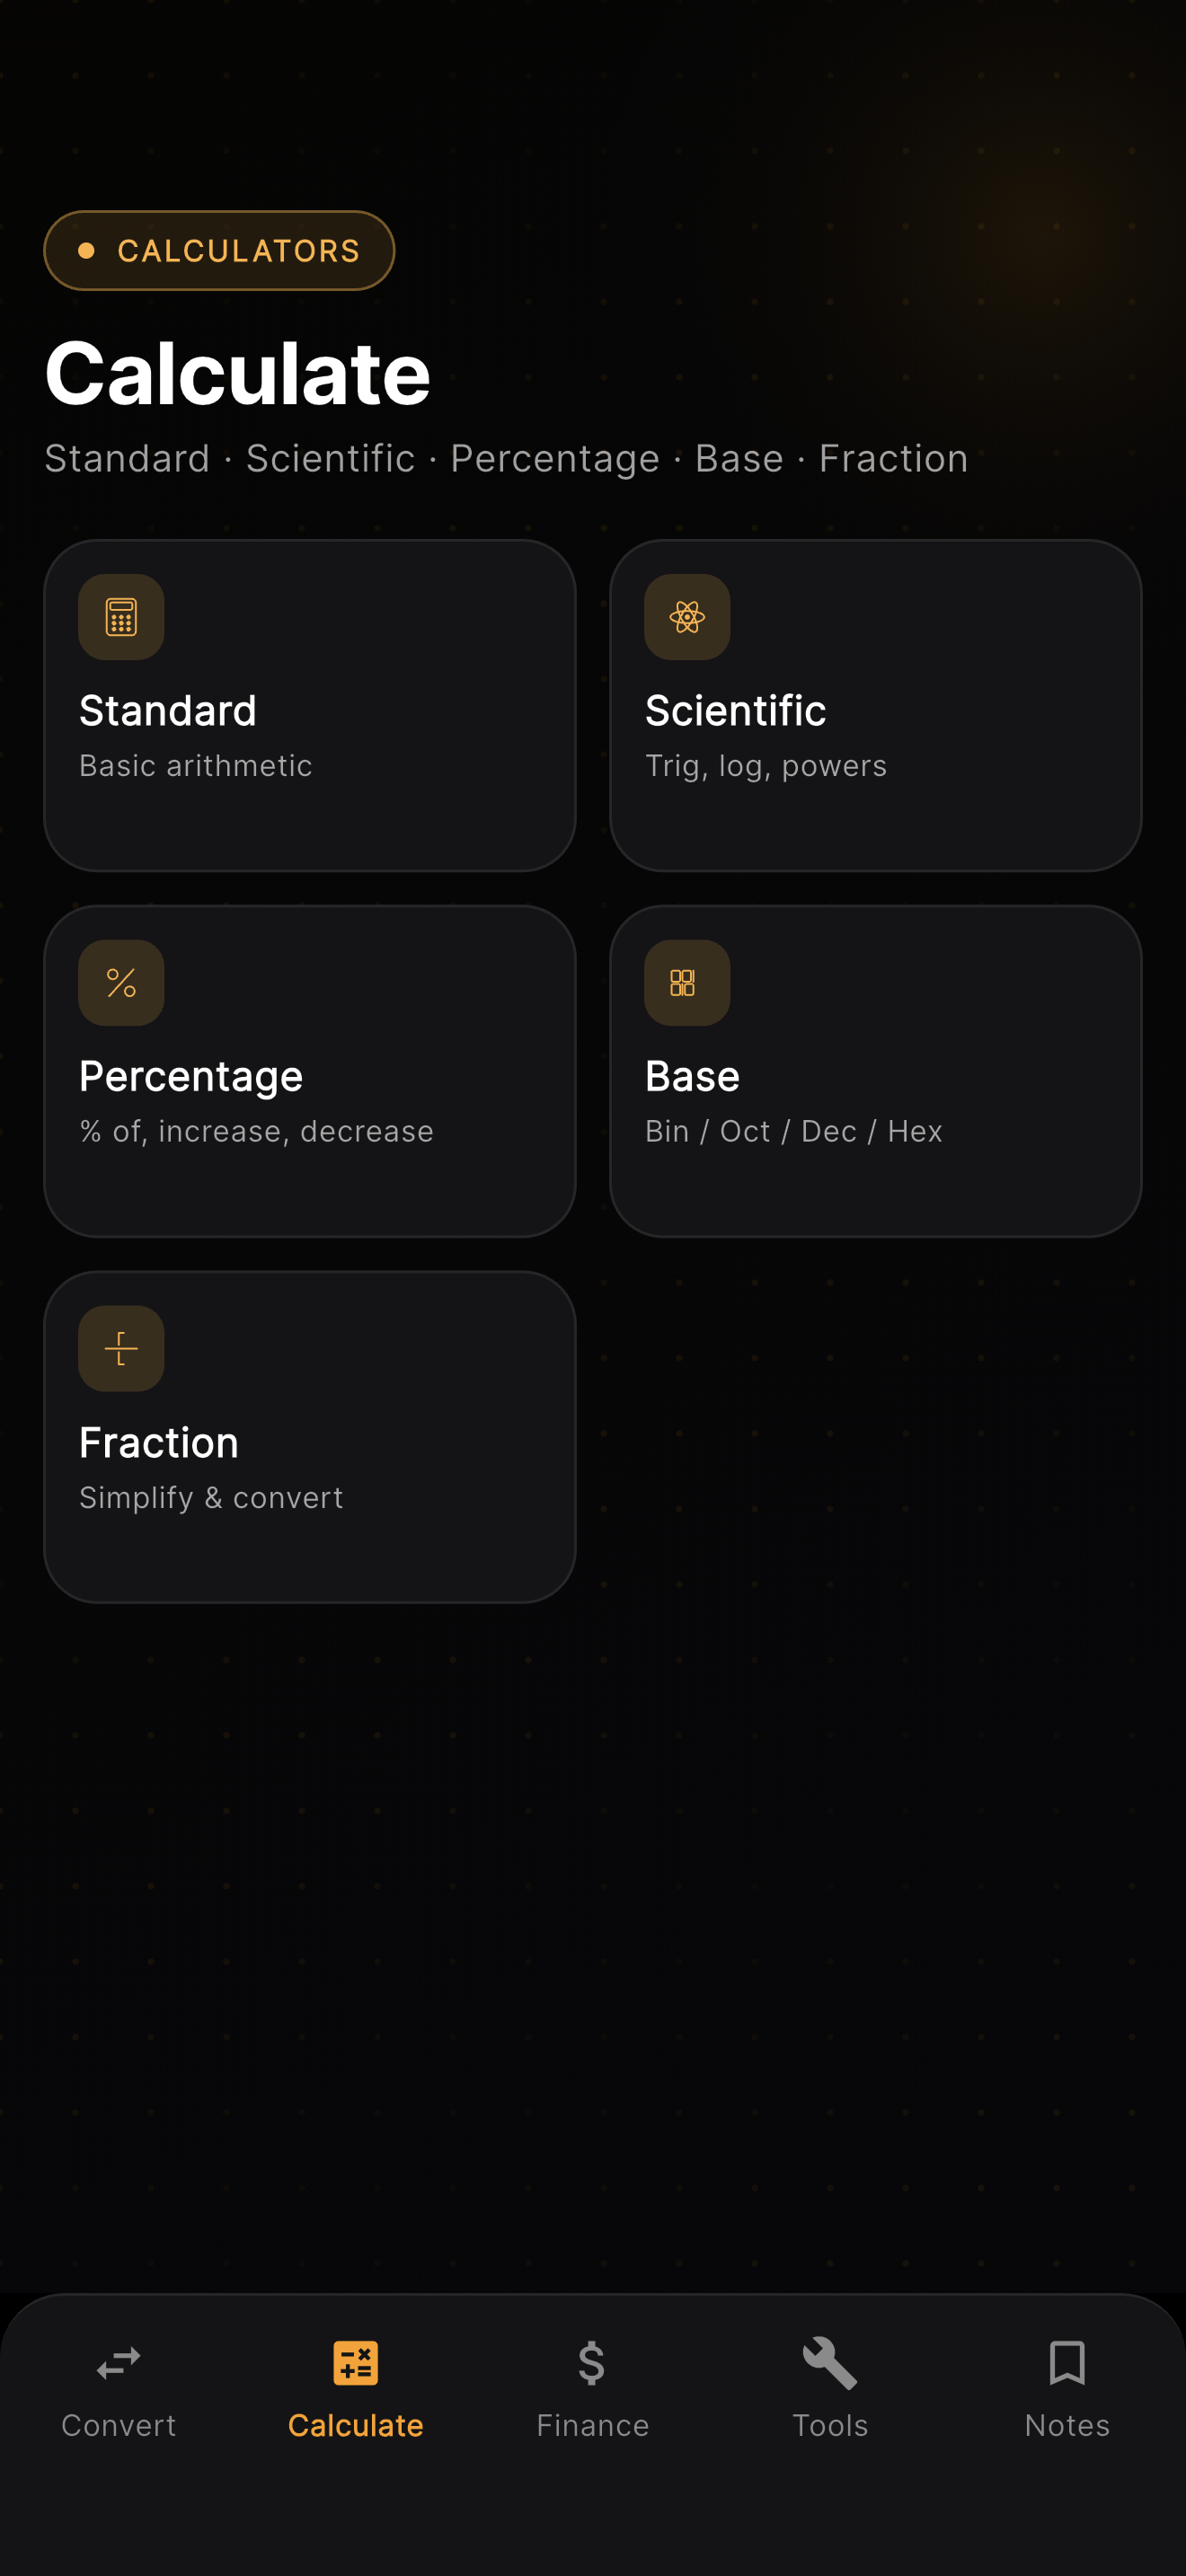 CALCULATORS
Calculate
Standard · Scientific · Percentage · Base · Fraction
Standard
Basic arithmetic
Scientific
Trig, log, powers
Percentage
% of, increase, decrease
Base
Bin / Oct / Dec / Hex
Fraction
Simplify & convert
Convert
Calculate
Finance
Tools
Notes